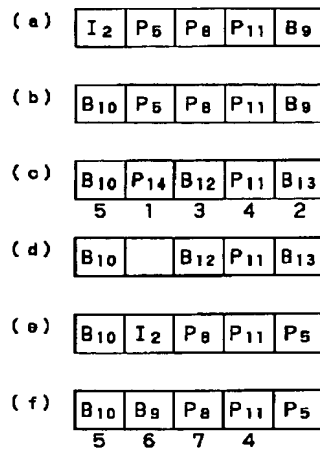 (a) I2 P5 P8 P11 B9
(b) B10 P5 P8 P11 B9
(c) B10 P14 B12 P11 B13
5 1 3 4 2
(d) B10 B12 P11 B13
(e) B10 I2 P8 P11 P5
(f) B10 B9 P8 P11 P5
5 6 7 4